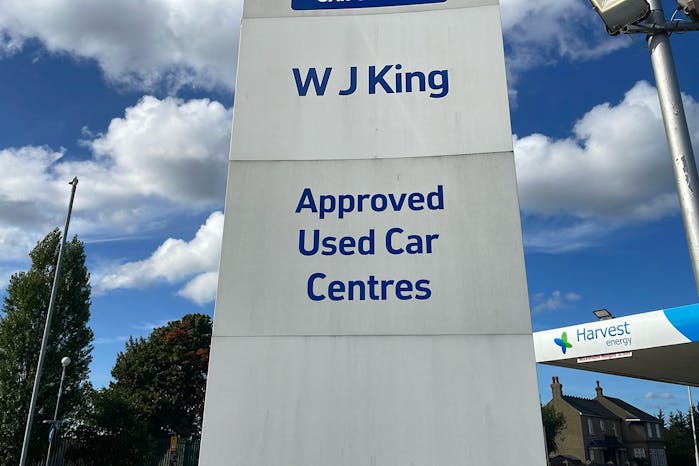 W J King
Approved
Used Car
Centres
Harvest
energy